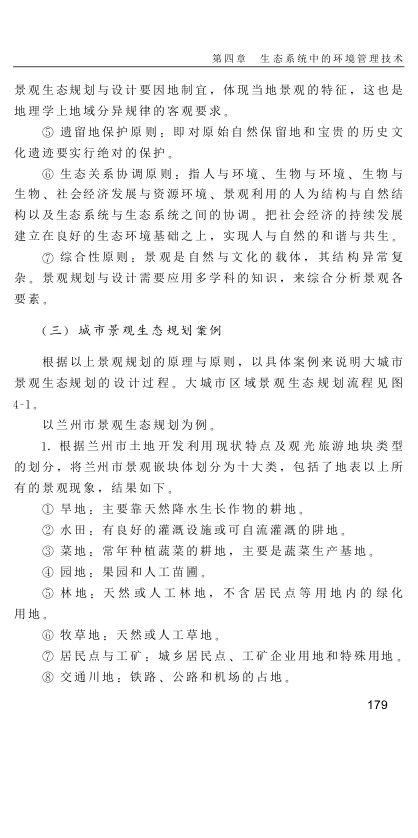 第四章　生态系统中的环境管理技术
景观生态规划与设计要因地制宜，体现当地景观的特征，这也是
地理学上地域分异规律的客观要求。
⑤ 遗留地保护原则：即对原始自然保留地和宝贵的历史文
化遗迹要实行绝对的保护。
⑥ 生态关系协调原则：指人与环境、生物与环境、生物与
生物、社会经济发展与资源环境、景观利用的人为结构与自然结
构以及生态系统与生态系统之间的协调。把社会经济的持续发展
建立在良好的生态环境基础之上，实现人与自然的和谐与共生。
⑦ 综合性原则：景观是自然与文化的载体，其结构异常复
杂。景观规划与设计需要应用多学科的知识，来综合分析景观各
要素。
（三）城市景观生态规划案例
根据以上景观规划的原理与原则，以具体案例来说明大城市
景观生态规划的设计过程。大城市区域景观生态规划流程见图
4-1。
以兰州市景观生态规划为例。
1. 根据兰州市土地开发利用现状特点及观光旅游地块类型
的划分，将兰州市景观嵌块体划分为十大类，包括了地表以上所
有的景观现象，结果如下。
① 旱地：主要靠天然降水生长作物的耕地。
② 水田：有良好的灌溉设施或可自流灌溉的阱地。
③ 菜地：常年种植蔬菜的耕地，主要是蔬菜生产基地。
④ 园地：果园和人工苗圃。
⑤ 林地：天然或人工林地，不含居民点等用地内的绿化
用地。
⑥ 牧草地：天然或人工草地。
⑦ 居民点与工矿：城乡居民点、工矿企业用地和特殊用地。
⑧ 交通川地：铁路、公路和机场的占地。
179